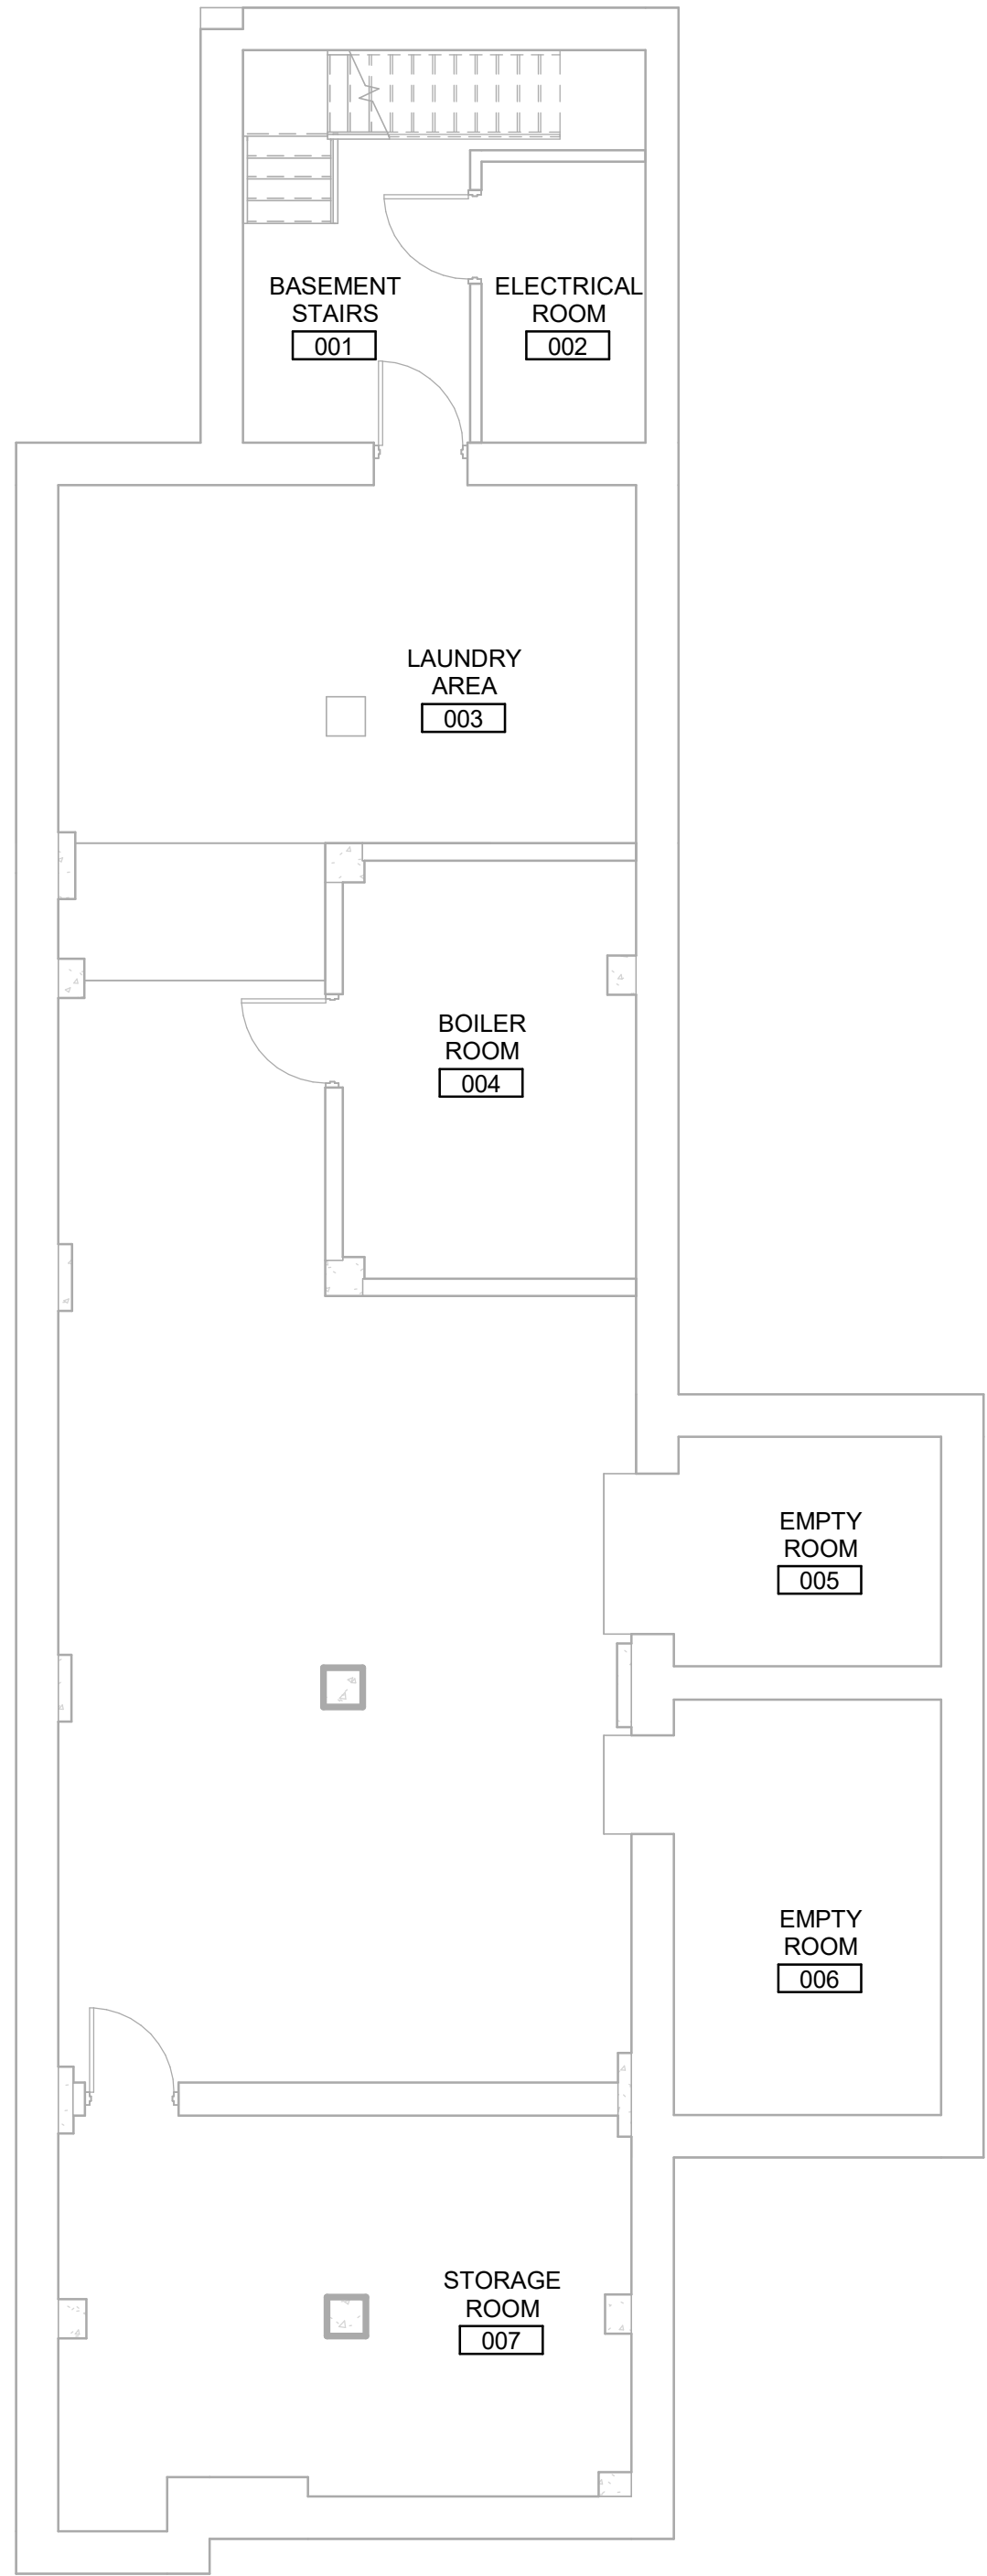 BASEMENT
STAIRS
001
ELECTRICAL
ROOM
002
LAUNDRY
AREA
003
BOILER
ROOM
004
EMPTY
ROOM
005
EMPTY
ROOM
006
STORAGE
ROOM
007